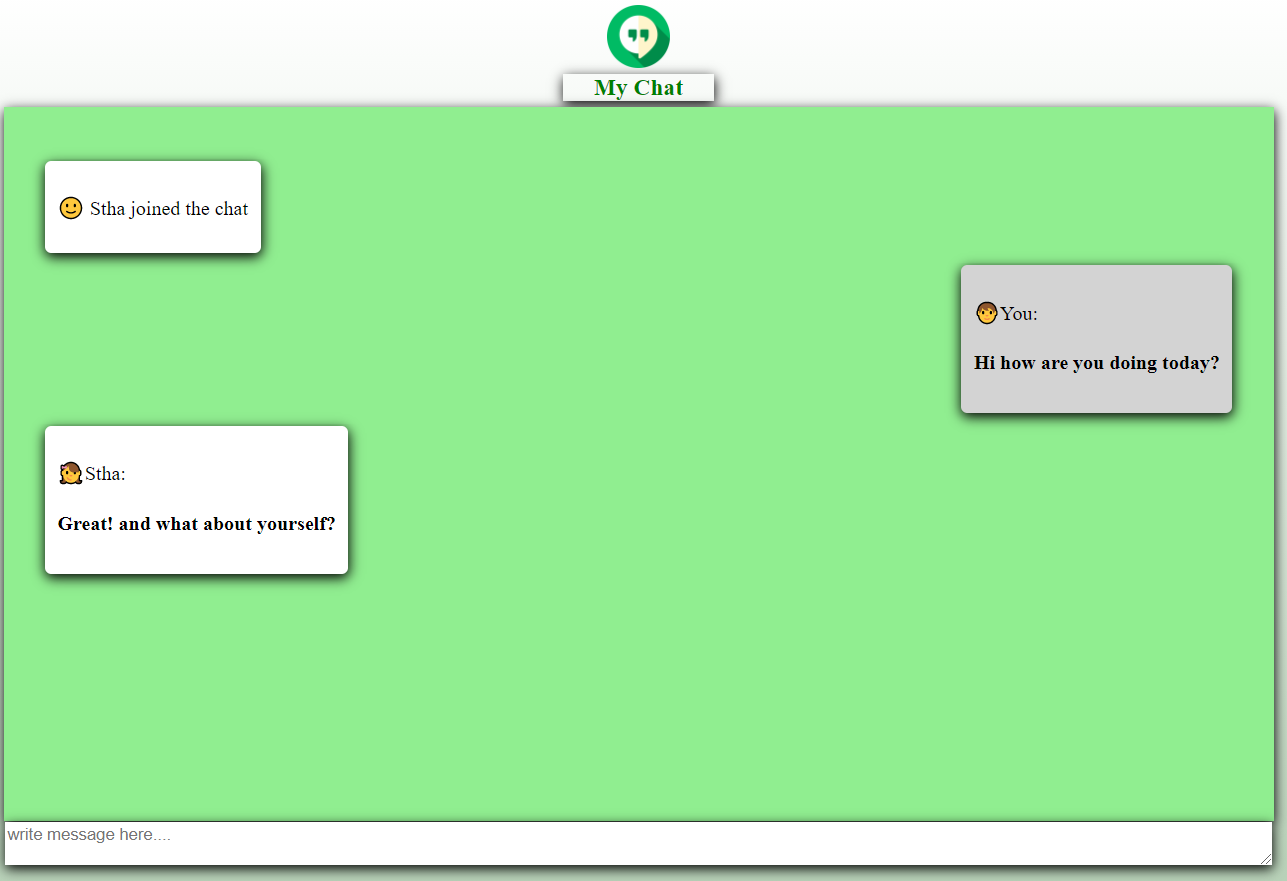 My Chat
🙂 Stha joined the chat
🧒You:
Hi how are you doing today?
👧Stha:
Great! and what about yourself?
write message here....